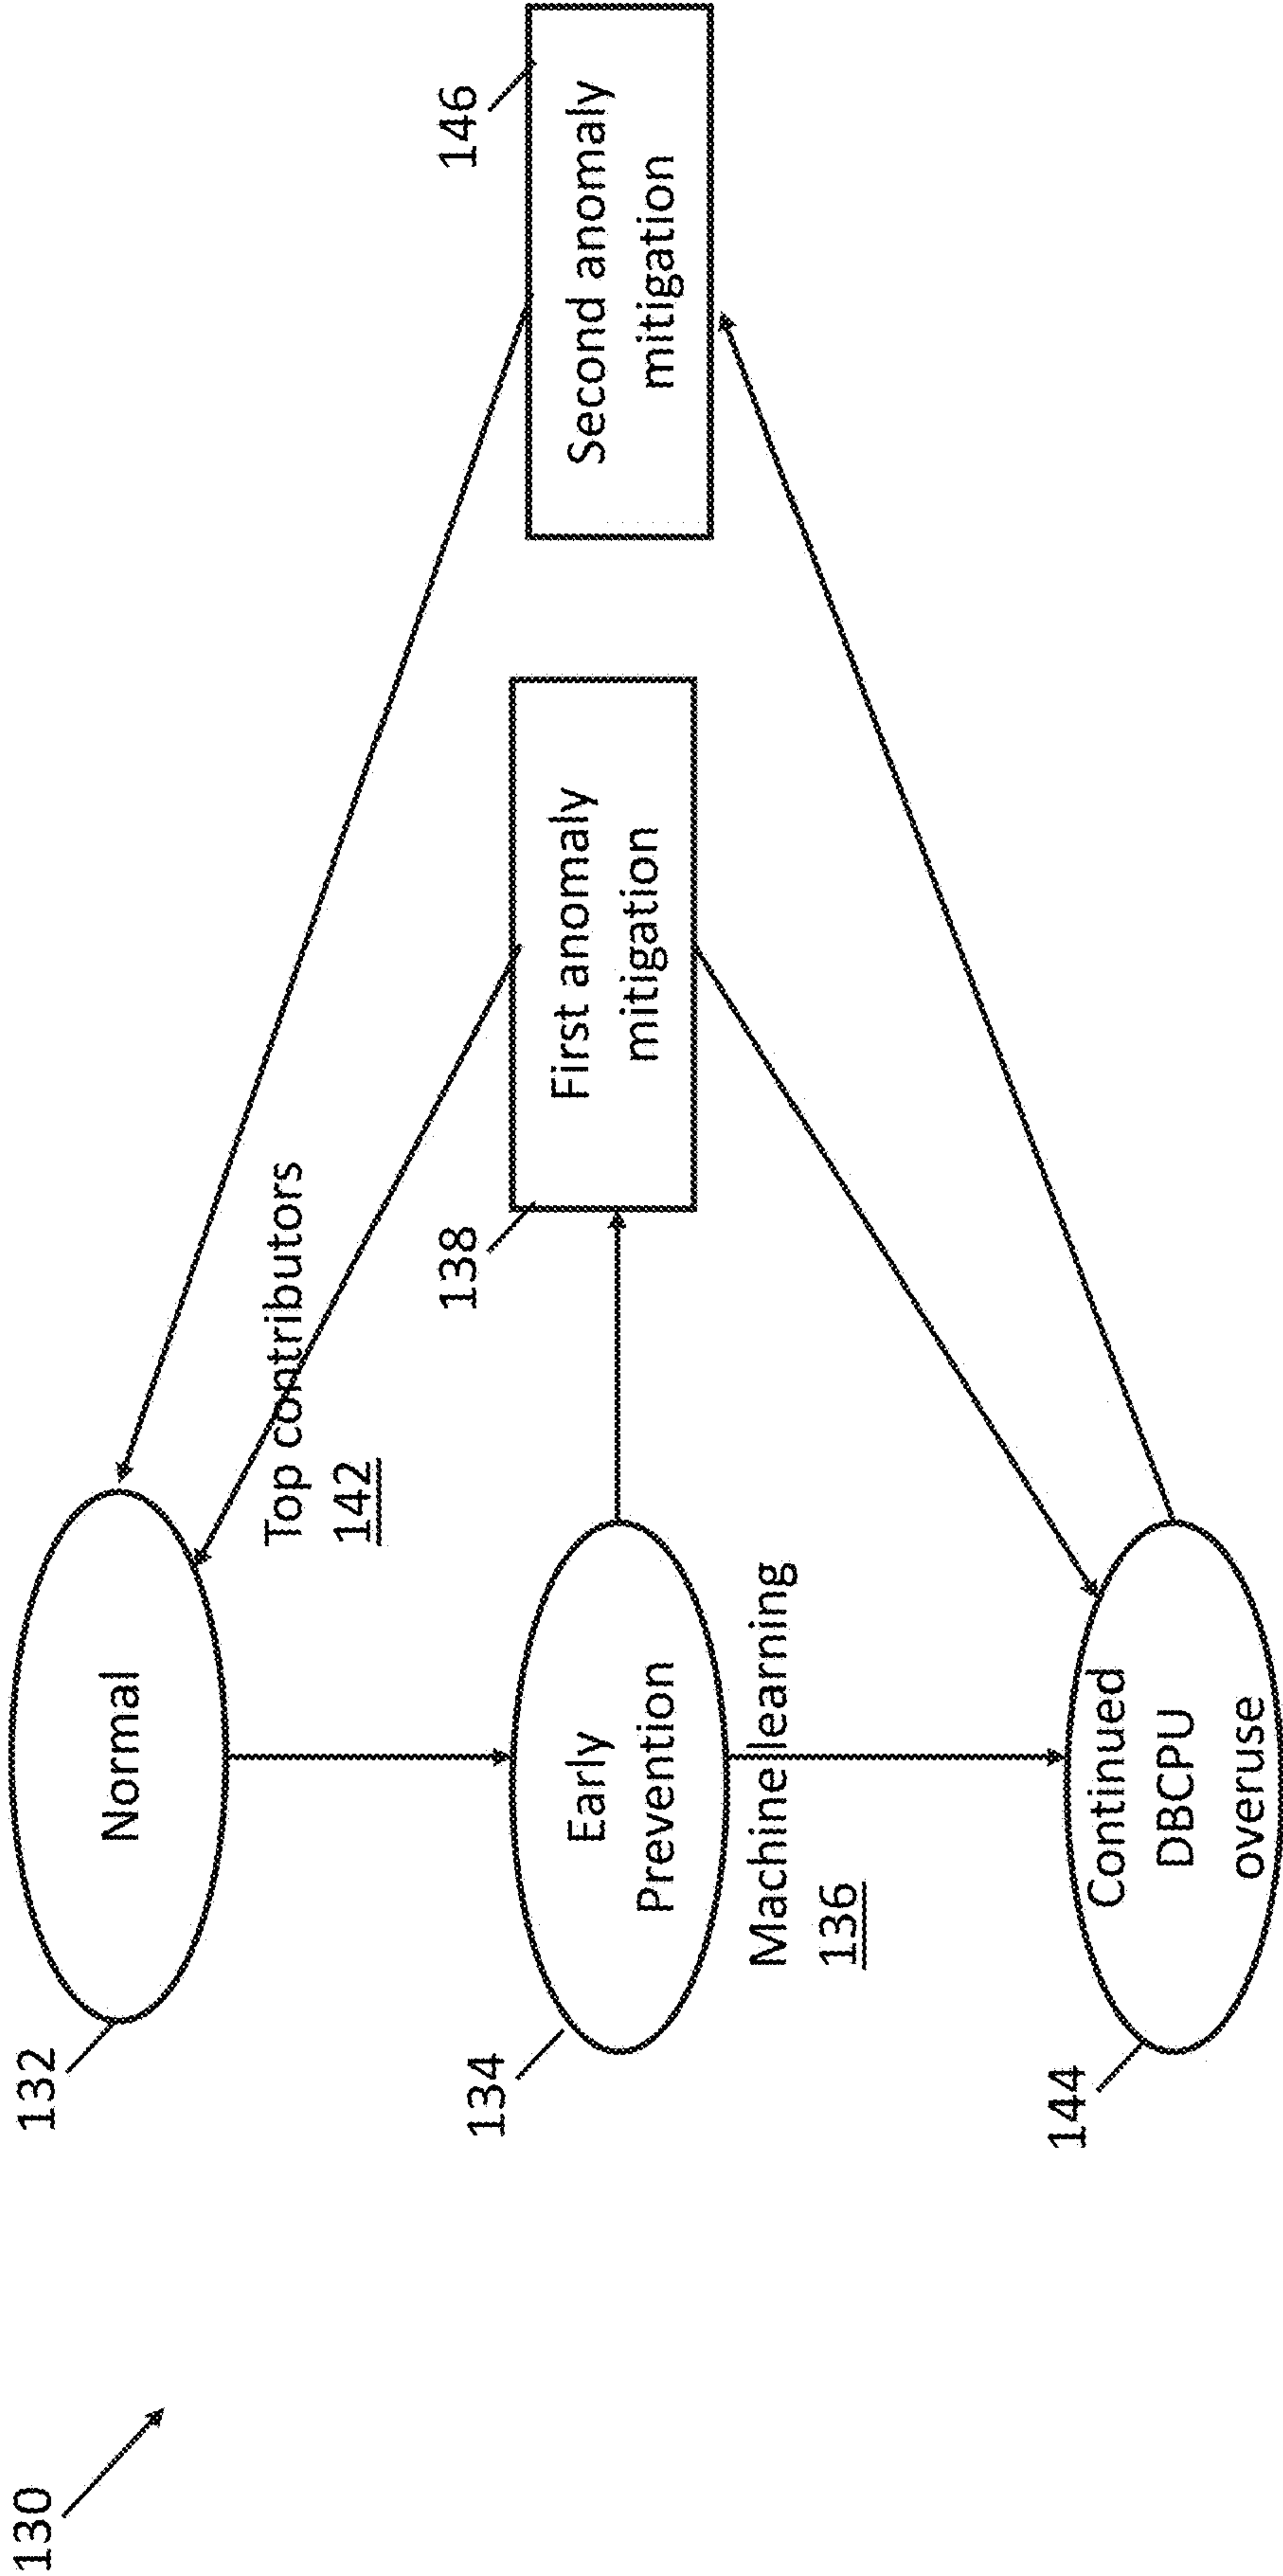 130
132
Normal
Top contributors
142
134
Early
Prevention
138
First anomaly
mitigation
146
Second anomaly
mitigation
Machine learning
136
144
Continued
DBCPU
overuse